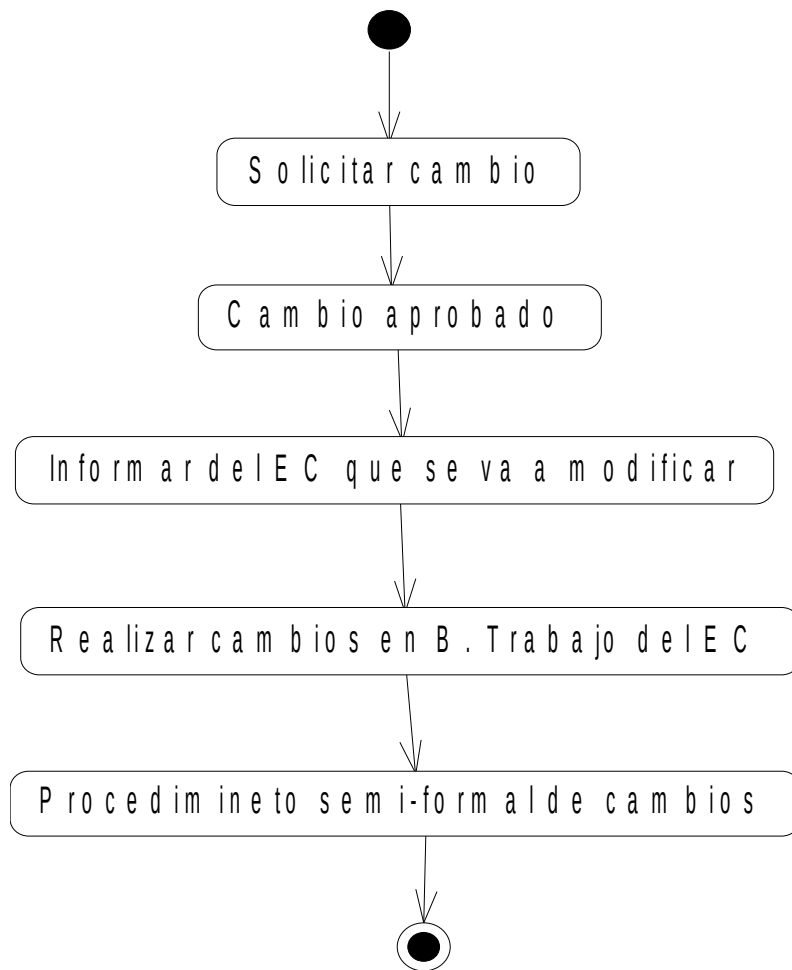 Solicitar cambio
Cambio aprobado
Informar del EC que se va a modificar
Realizar cambios en B. Trabajo del EC
Procedimineto semi-formal de cambios